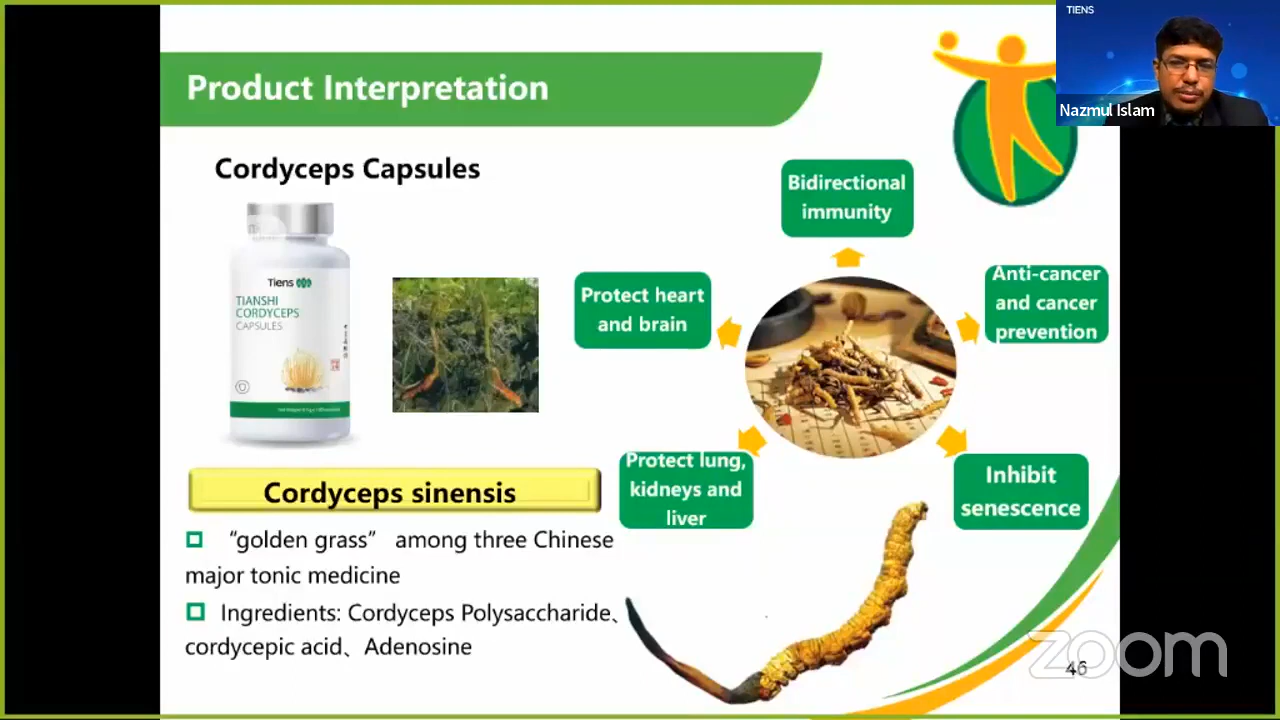 TIENS
Nazmul Islam
Product Interpretation
Cordyceps Capsules
Tiens
TIANSHI
CORDYCEPS
CAPSULES
Bidirectional
immunity
Protect heart
and brain
Anti-cancer
and cancer
prevention
Protect lung,
kidneys and
liver
Inhibit
senescence
Cordyceps sinensis
“golden grass” among three Chinese
major tonic medicine
Ingredients: Cordyceps Polysaccharide、
cordycepic acid、Adenosine
zoom
46